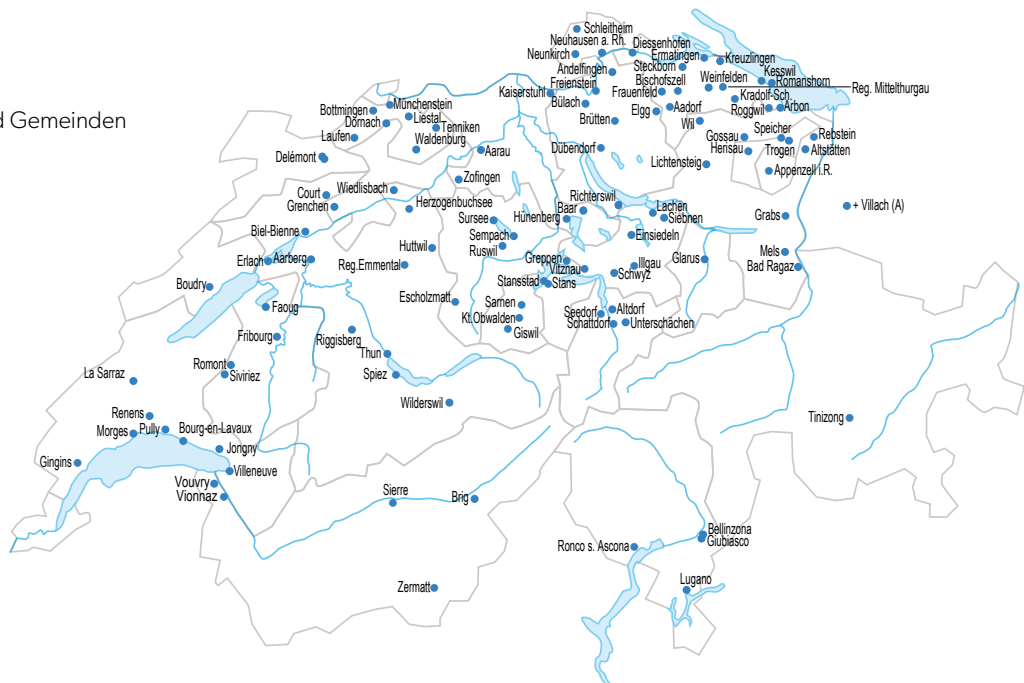 d Gemeinden
Schleitheim
Neuhausen a. Rh.
Diessenhofen
Neunkirch
Ermatingen
Kreuzlingen
Andelfingen
Steckborn
Kesswil
Bischofszell
Weinfelden
Romanshorn
Kaiserstuhl
Freienstein
Frauenfeld
Reg. Mittelthurgau
Kradolf-Sch.
Bülach
Elgg
Aadorf
Roggwil
Arbon
Bottmingen
Münchenstein
Dornach
Liestal
Brütten
Wil
Tenniken
Speicher
Rebstein
Laufen
Gossau
Waldenburg
Dübendorf
Herisau
Trogen
Altstätten
Aarau
Delémont
Lichtensteig
Appenzell i.R.
Zofingen
Wiedlisbach
Court
Richterswil
Grenchen
Herzogenbuchsee
Baar
Lachen
+ Villach (A)
Sursee
Hünenberg
Siebnen
Grabs
Biel-Bienne
Sempach
Einsiedeln
Huttwil
Ruswil
Mels
Erlach
Aarberg
Greppen
Illgau
Glarus
Reg.Emmental
Vitznau
Schwyz
Bad Ragaz
Boudry
Stansstad
Stans
Escholzmatt
Sarnen
Faoug
Seedorf
Altdorf
Kt.Obwalden
Schattdorf
Unterschächen
Fribourg
Riggisberg
Giswil
Thun
Romont
La Sarraz
Siviriez
Spiez
Wilderswil
Renens
Tinizong
Morges
Pully
Bourg-en-Lavaux
Jongny
Gingins
Villeneuve
Vouvry
Vionnaz
Sierre
Brig
Bellinzona
Giubiasco
Ronco s. Ascona
Lugano
Zermatt